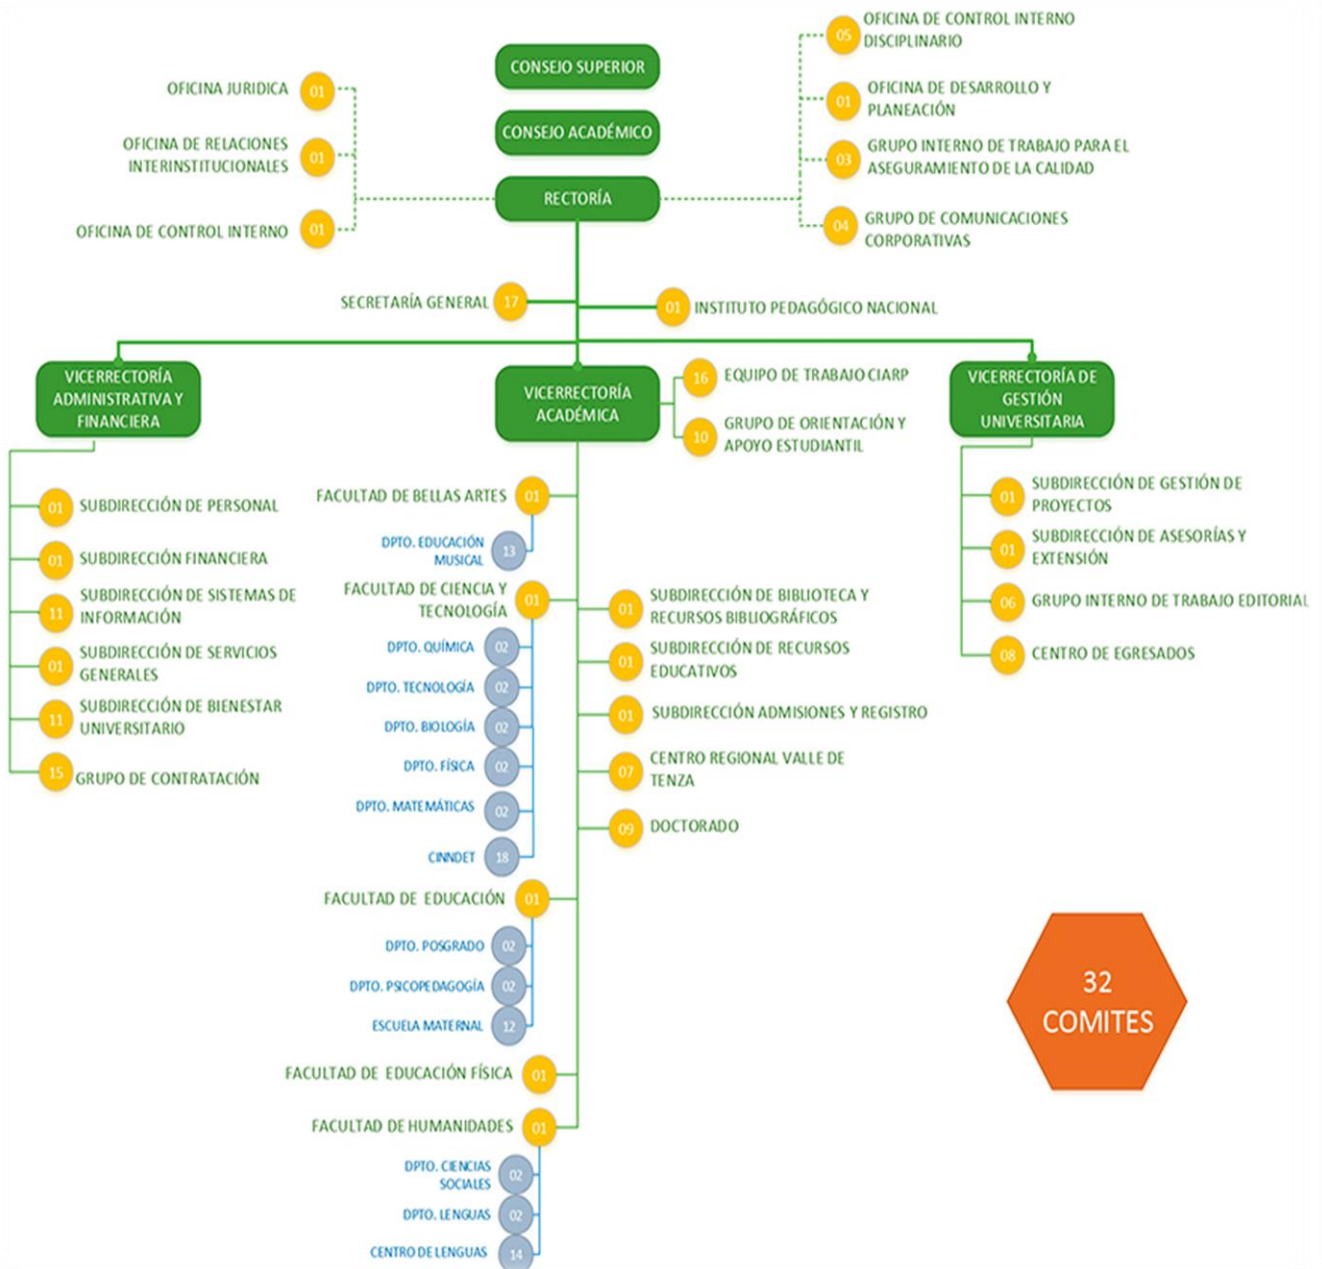 CONSEJO SUPERIOR
CONSEJO ACADÉMICO
RECTORÍA
OFICINA JURIDICA
01
OFICINA DE RELACIONES
INTERINSTITUCIONALES
01
OFICINA DE CONTROL INTERNO
01
05
OFICINA DE CONTROL INTERNO
DISCIPLINARIO
01
OFICINA DE DESARROLLO Y
PLANEACIÓN
03
GRUPO INTERNO DE TRABAJO PARA EL
ASEGURAMIENTO DE LA CALIDAD
04
GRUPO DE COMUNICACIONES
CORPORATIVAS
SECRETARÍA GENERAL
17
01
INSTITUTO PEDAGÓGICO NACIONAL
VICERRECTORÍA
ADMINISTRATIVA Y
FINANCIERA
01
SUBDIRECCIÓN DE PERSONAL
01
SUBDIRECCIÓN FINANCIERA
11
SUBDIRECCIÓN DE SISTEMAS DE
INFORMACIÓN
01
SUBDIRECCIÓN DE SERVICIOS
GENERALES
11
SUBDIRECCIÓN DE BIENESTAR
UNIVERSITARIO
15
GRUPO DE CONTRATACIÓN
VICERRECTORÍA
ACADÉMICA
16
EQUIPO DE TRABAJO CIARP
10
GRUPO DE ORIENTACIÓN Y
APOYO ESTUDIANTIL
FACULTAD DE BELLAS ARTES
01
DPTO. EDUCACIÓN
MUSICAL
13
FACULTAD DE CIENCIA Y
TECNOLOGÍA
01
DPTO. QUÍMICA
02
DPTO. TECNOLOGÍA
02
DPTO. BIOLOGÍA
02
DPTO. FÍSICA
02
DPTO. MATEMÁTICAS
02
CINNDET
18
FACULTAD DE EDUCACIÓN
01
DPTO. POSGRADO
02
DPTO. PSICOPEDAGOGÍA
02
ESCUELA MATERNAL
12
FACULTAD DE EDUCACIÓN FÍSICA
01
FACULTAD DE HUMANIDADES
01
DPTO. CIENCIAS
SOCIALES
02
DPTO. LENGUAS
02
CENTRO DE LENGUAS
14
01
SUBDIRECCIÓN DE BIBLIOTECA Y
RECURSOS BIBLIOGRÁFICOS
01
SUBDIRECCIÓN DE RECURSOS
EDUCATIVOS
01
SUBDIRECCIÓN ADMISIONES Y REGISTRO
07
CENTRO REGIONAL VALLE DE
TENZA
09
DOCTORADO
VICERRECTORÍA DE
GESTIÓN
UNIVERSITARIA
01
SUBDIRECCIÓN DE GESTIÓN DE
PROYECTOS
01
SUBDIRECCIÓN DE ASESORÍAS Y
EXTENSIÓN
06
GRUPO INTERNO DE TRABAJO EDITORIAL
08
CENTRO DE EGRESADOS
32
COMITES